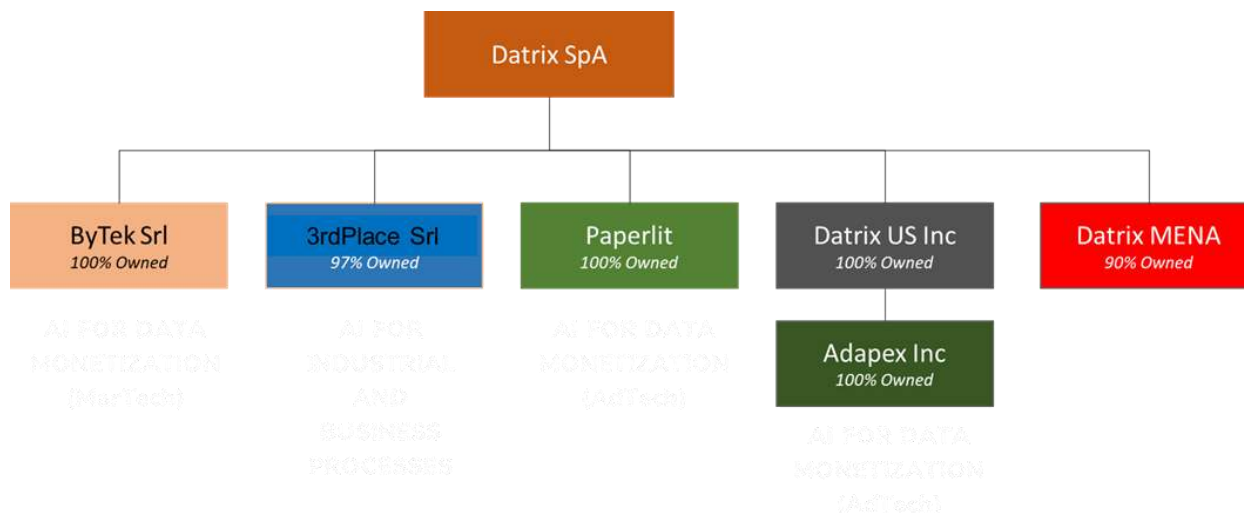 Datrix SpA
ByTek Srl
100% Owned
3rdPlace Srl
97% Owned
Paperlit
100% Owned
Datrix US Inc
100% Owned
Datrix MENA
90% Owned
Adapex Inc
100% Owned
AI FOR DATA
MONETIZATION
(MarTech)
AI FOR
INDUSTRIAL
AND
BUSINESS
PROCESSES
AI FOR DATA
MONETIZATION
(AdTech)
AI FOR DATA
MONETIZATION
(AdTech)